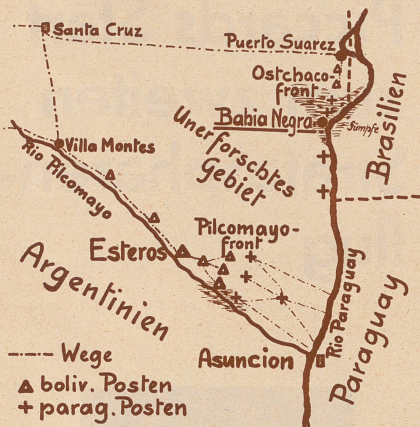 Santa Cruz
Puerto Suarez
Ostchaco-
front
Bahia Negra
Sümpfe
Unerforschtes
Gebiet
Brasilien
Villa Montes
Rio Pilcomayo
Pilcomayo-
front
Esteros
Argentinien
Rio Paraguay
Paraguay
Asuncion
Wege
boliv. Posten
parag. Posten